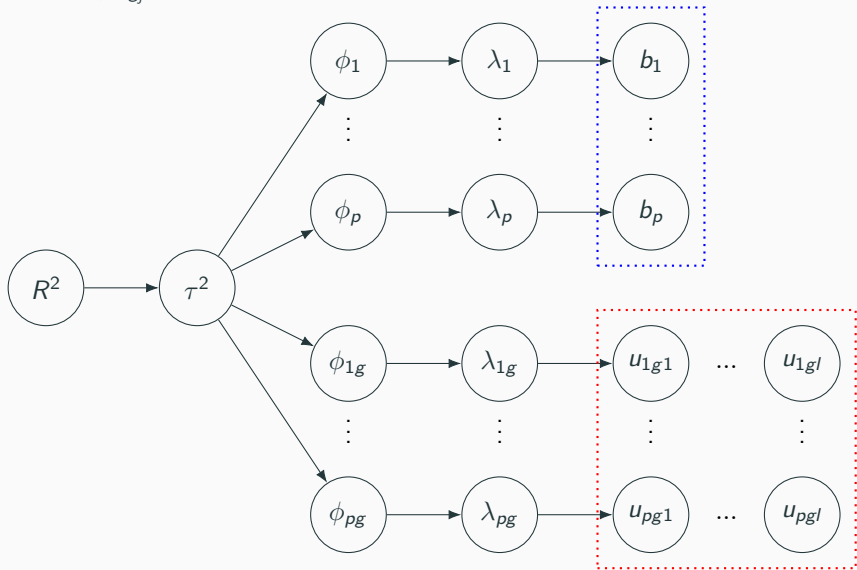 ϕ₁ λ₁ b₁
⋮ ⋮ ⋮
ϕₚ λₚ bₚ
R² τ²
ϕ₁g λ₁g u₁g₁ ... u₁gl
⋮ ⋮ ⋮ ⋮
ϕₚg λₚg uₚg₁ ... uₚgl